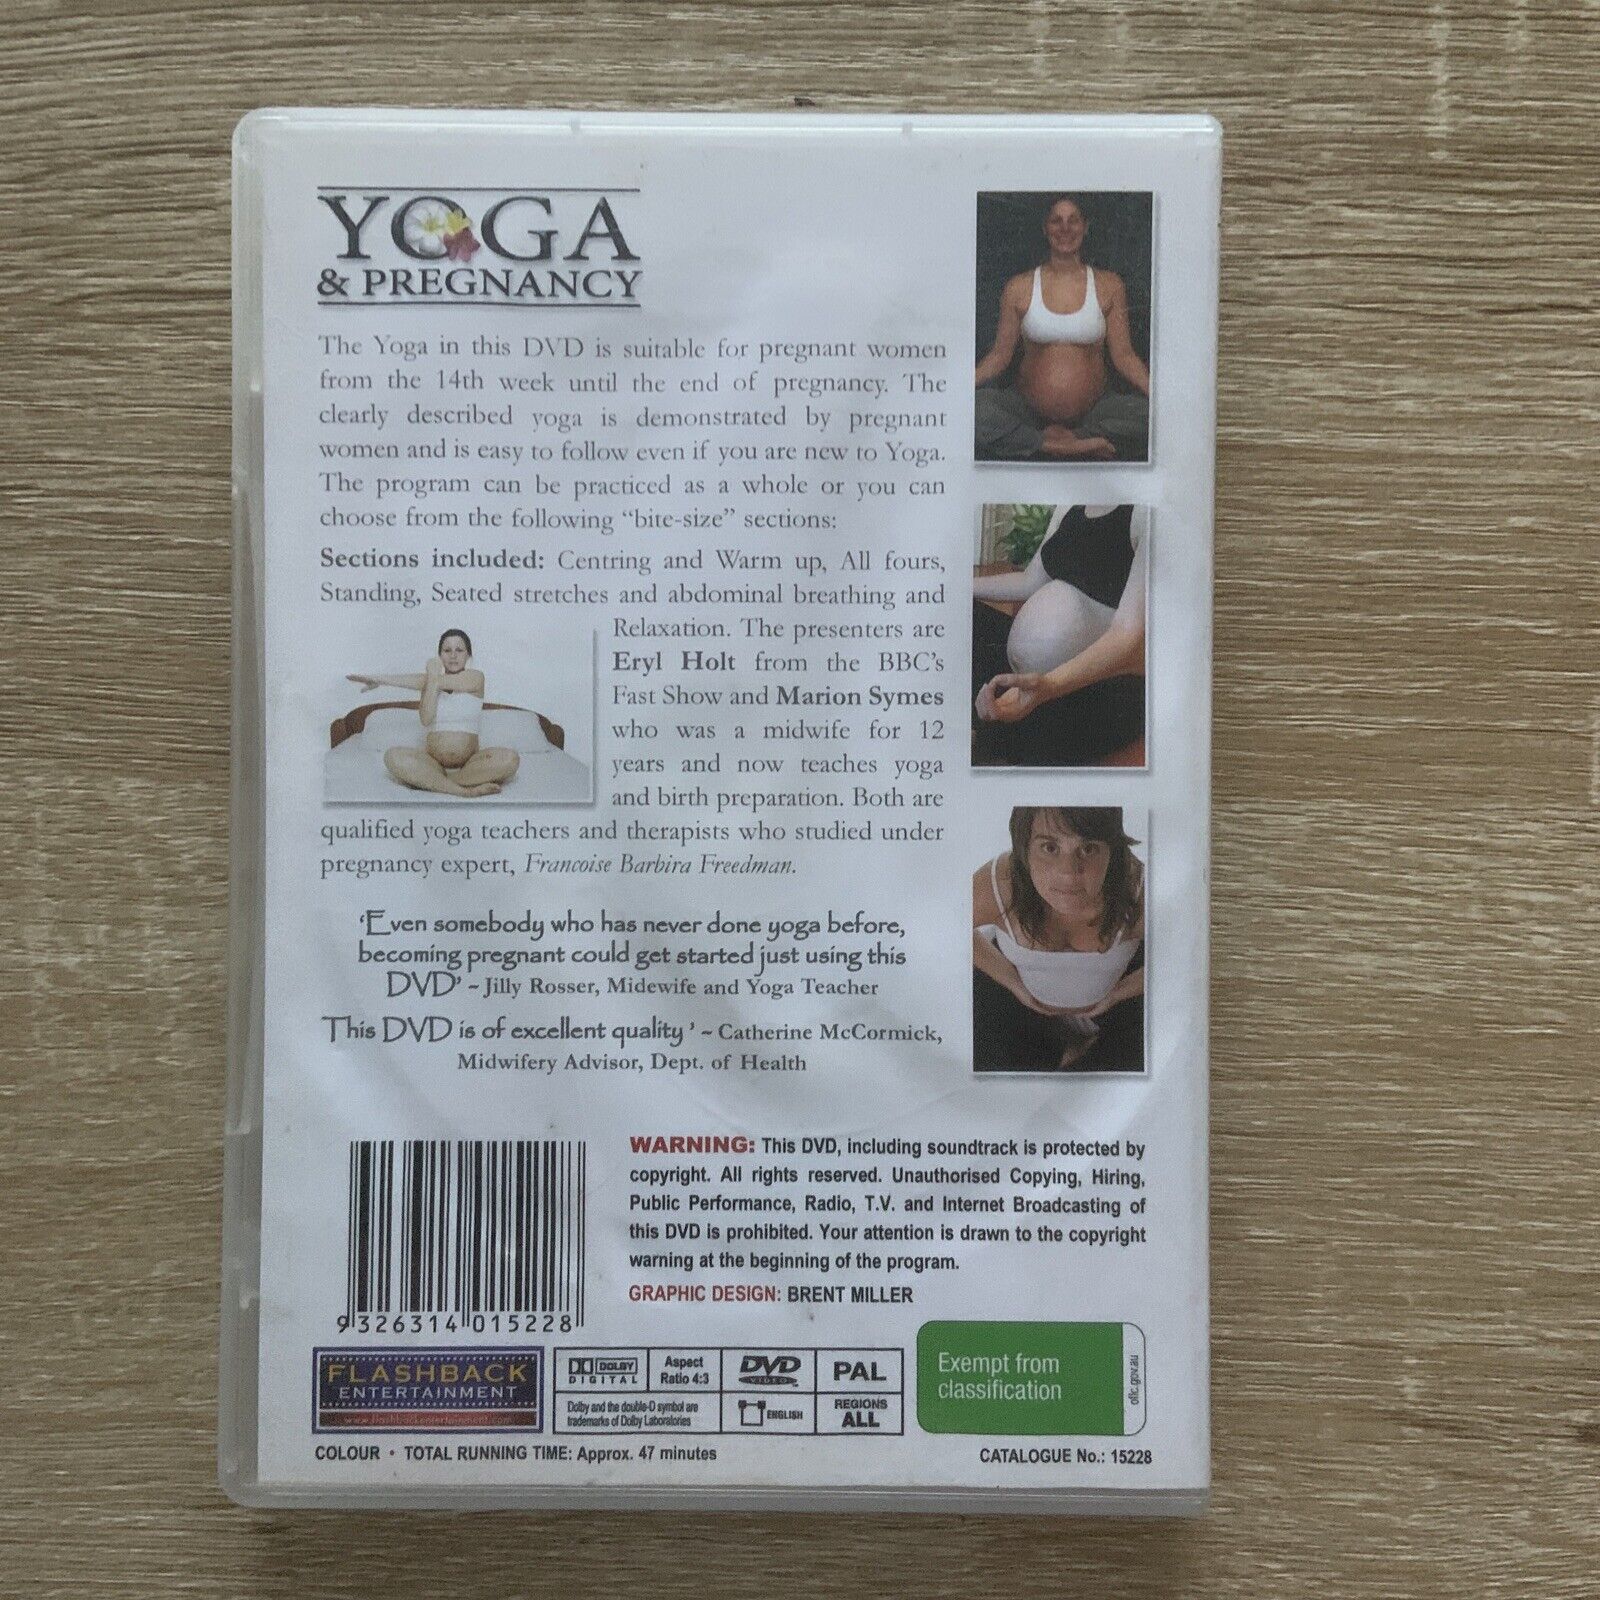 YOGA
& PREGNANCY
The Yoga in this DVD is suitable for pregnant women
from the 14th week until the end of pregnancy. The
clearly described yoga is demonstrated by pregnant
women and is easy to follow even if you are new to Yoga.
The program can be practiced as a whole or you can
choose from the following “bite-size” sections:
Sections included: Centring and Warm up, All fours,
Standing, Seated stretches and abdominal breathing and
Relaxation. The presenters are
Eryl Holt from the BBC's
Fast Show and Marion Symes
who was a midwife for 12
years and now teaches yoga
and birth preparation. Both are
qualified yoga teachers and therapists who studied under
pregnancy expert, Francoise Barbira Freedman.
‘Even somebody who has never done yoga before,
becoming pregnant could get started just using this
DVD’ ~ Jilly Rosser, Midewife and Yoga Teacher
This DVD is of excellent quality ’ ~ Catherine McCormick,
Midwifery Advisor, Dept. of Health
WARNING: This DVD, including soundtrack is protected by
copyright. All rights reserved. Unauthorised Copying, Hiring,
Public Performance, Radio, T.V. and Internet Broadcasting of
this DVD is prohibited. Your attention is drawn to the copyright
warning at the beginning of the program.
GRAPHIC DESIGN: BRENT MILLER
9 326314 015228
FLASHBACK
ENTERTAINMENT
www.flashbackentertainment.com
DOLBY
DIGITAL
Aspect
Ratio 4:3
Dolby and the double-D symbol are
trademarks of Dolby Laboratories
DVD
VIDEO
PAL
ENGLISH
REGIONS
ALL
Exempt from
classification
oflc.gov.au
COLOUR • TOTAL RUNNING TIME: Approx. 47 minutes
CATALOGUE No.: 15228